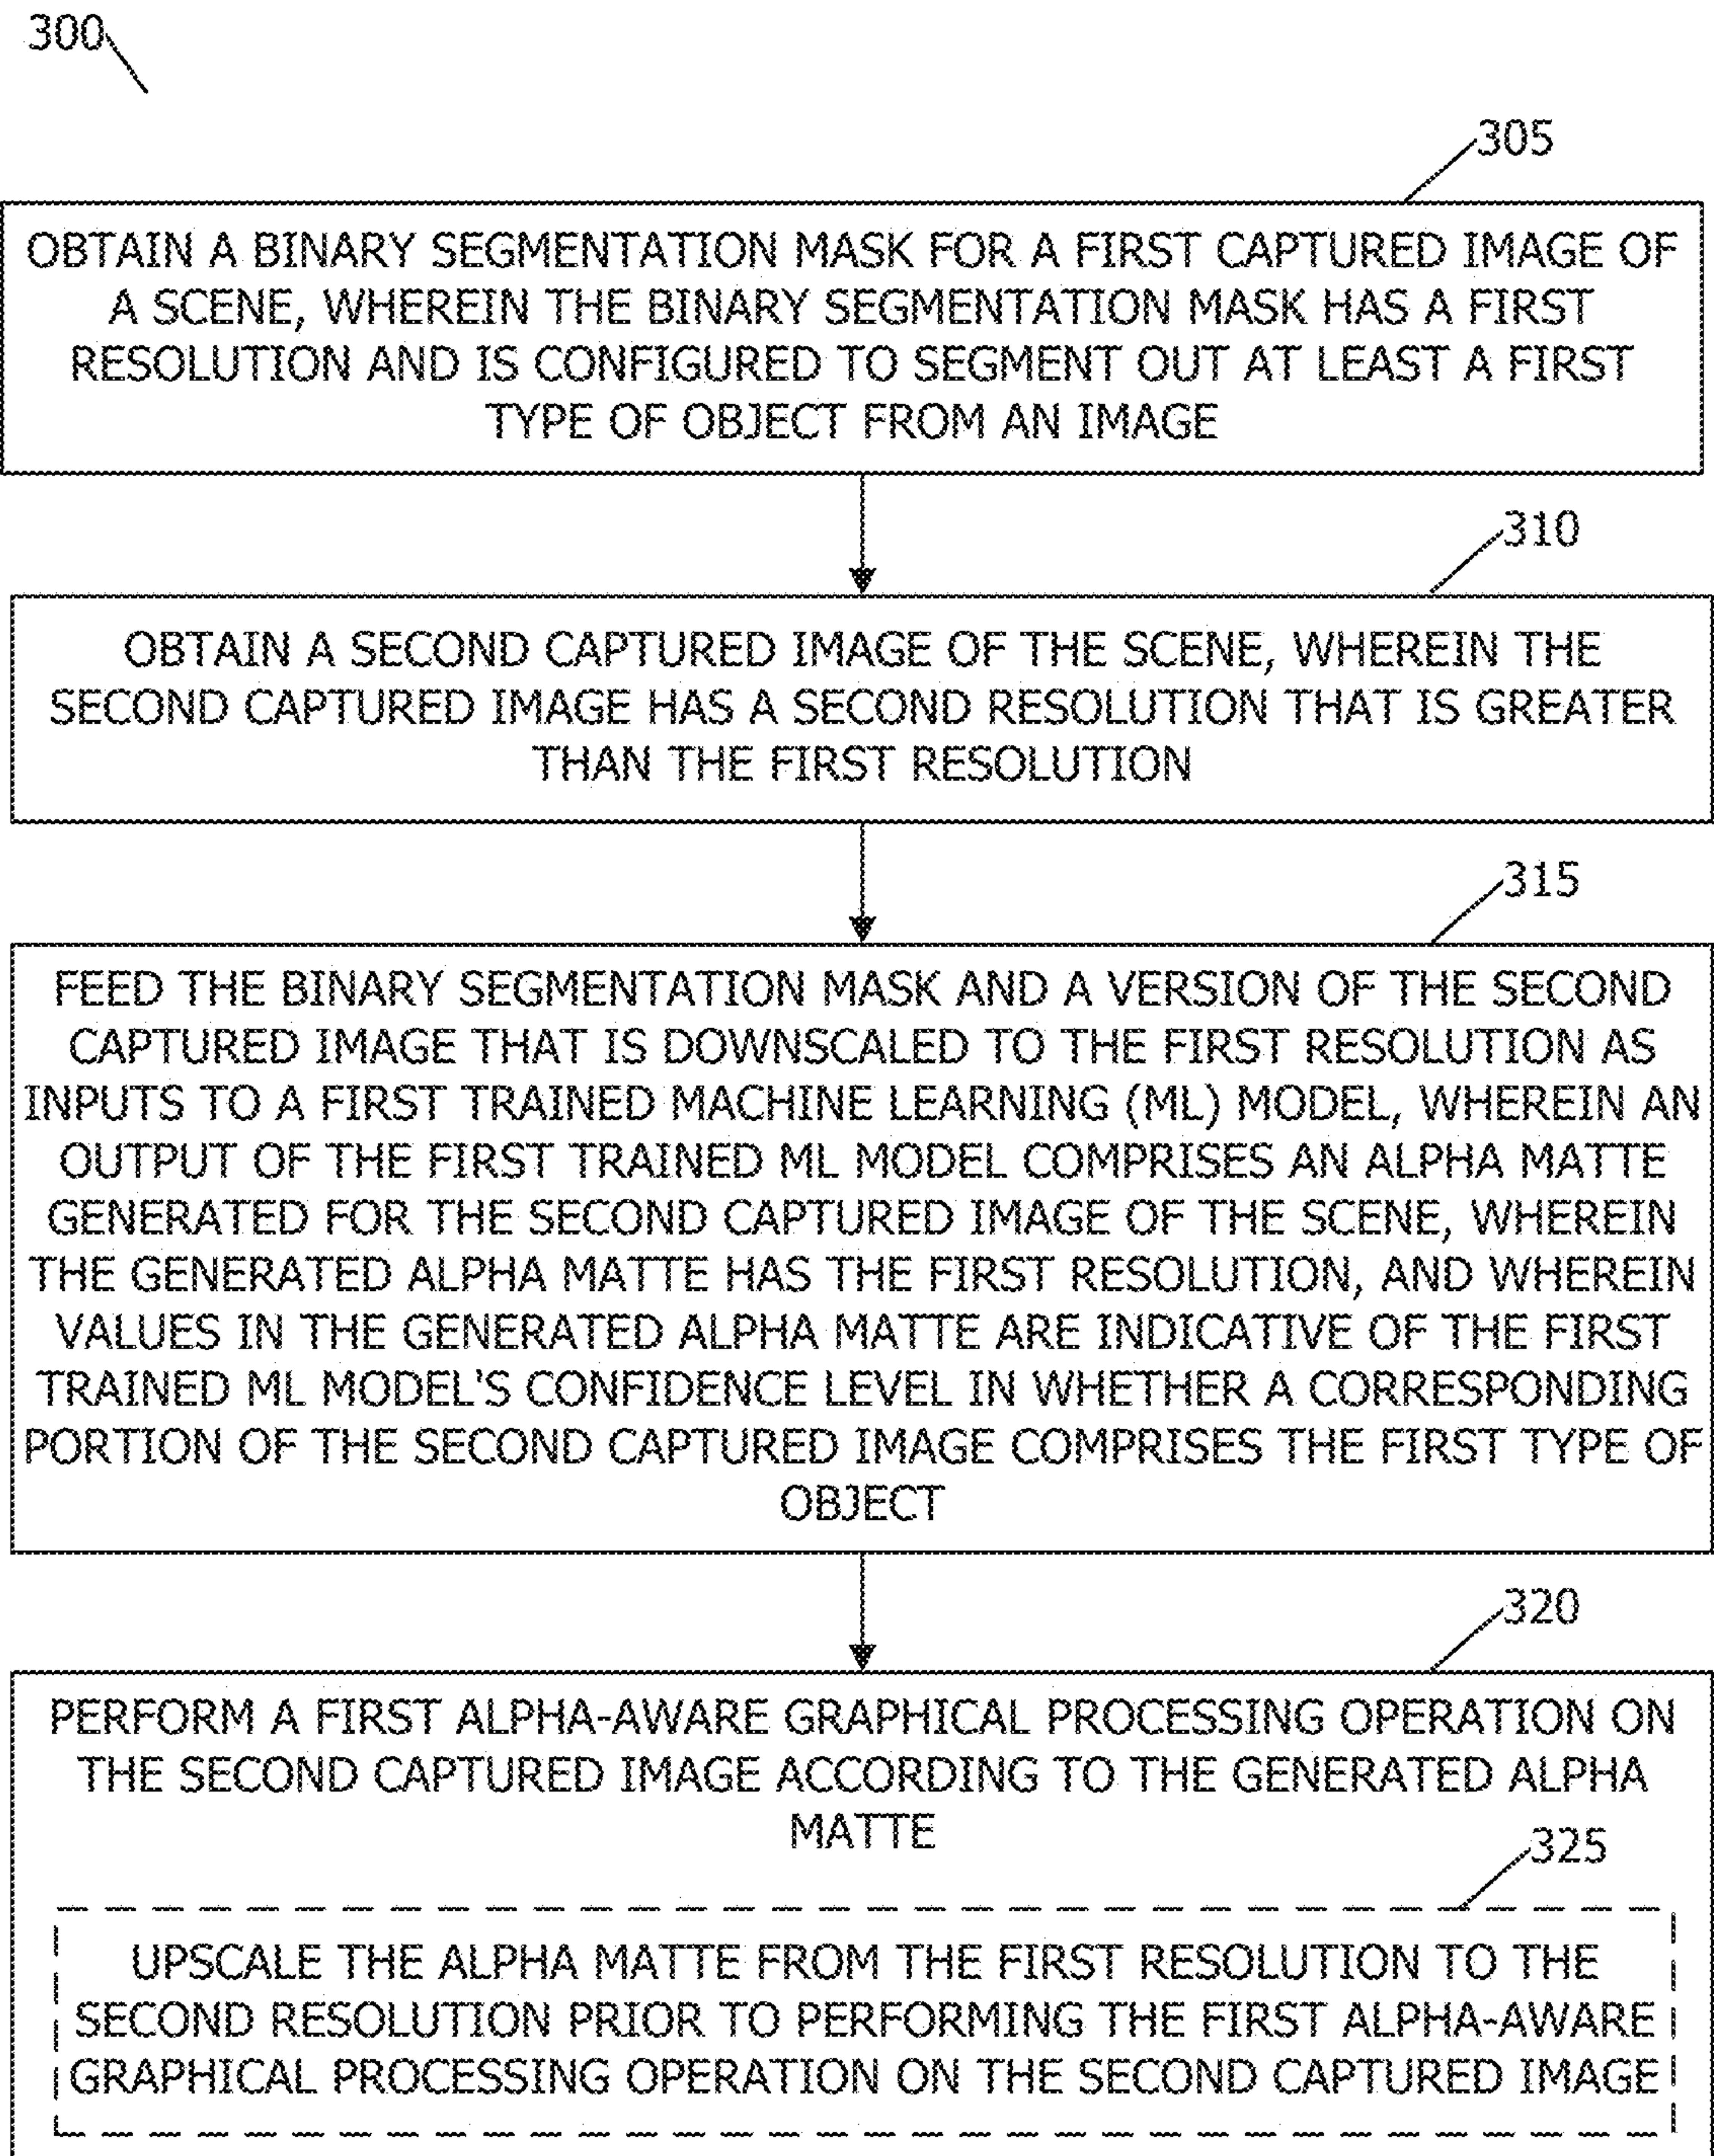 300
305
OBTAIN A BINARY SEGMENTATION MASK FOR A FIRST CAPTURED IMAGE OF
A SCENE, WHEREIN THE BINARY SEGMENTATION MASK HAS A FIRST
RESOLUTION AND IS CONFIGURED TO SEGMENT OUT AT LEAST A FIRST
TYPE OF OBJECT FROM AN IMAGE
310
OBTAIN A SECOND CAPTURED IMAGE OF THE SCENE, WHEREIN THE
SECOND CAPTURED IMAGE HAS A SECOND RESOLUTION THAT IS GREATER
THAN THE FIRST RESOLUTION
315
FEED THE BINARY SEGMENTATION MASK AND A VERSION OF THE SECOND
CAPTURED IMAGE THAT IS DOWNSCALED TO THE FIRST RESOLUTION AS
INPUTS TO A FIRST TRAINED MACHINE LEARNING (ML) MODEL, WHEREIN AN
OUTPUT OF THE FIRST TRAINED ML MODEL COMPRISES AN ALPHA MATTE
GENERATED FOR THE SECOND CAPTURED IMAGE OF THE SCENE, WHEREIN
THE GENERATED ALPHA MATTE HAS THE FIRST RESOLUTION, AND WHEREIN
VALUES IN THE GENERATED ALPHA MATTE ARE INDICATIVE OF THE FIRST
TRAINED ML MODEL'S CONFIDENCE LEVEL IN WHETHER A CORRESPONDING
PORTION OF THE SECOND CAPTURED IMAGE COMPRISES THE FIRST TYPE OF
OBJECT
320
PERFORM A FIRST ALPHA-AWARE GRAPHICAL PROCESSING OPERATION ON
THE SECOND CAPTURED IMAGE ACCORDING TO THE GENERATED ALPHA
MATTE
325
UPSCALE THE ALPHA MATTE FROM THE FIRST RESOLUTION TO THE
SECOND RESOLUTION PRIOR TO PERFORMING THE FIRST ALPHA-AWARE
GRAPHICAL PROCESSING OPERATION ON THE SECOND CAPTURED IMAGE